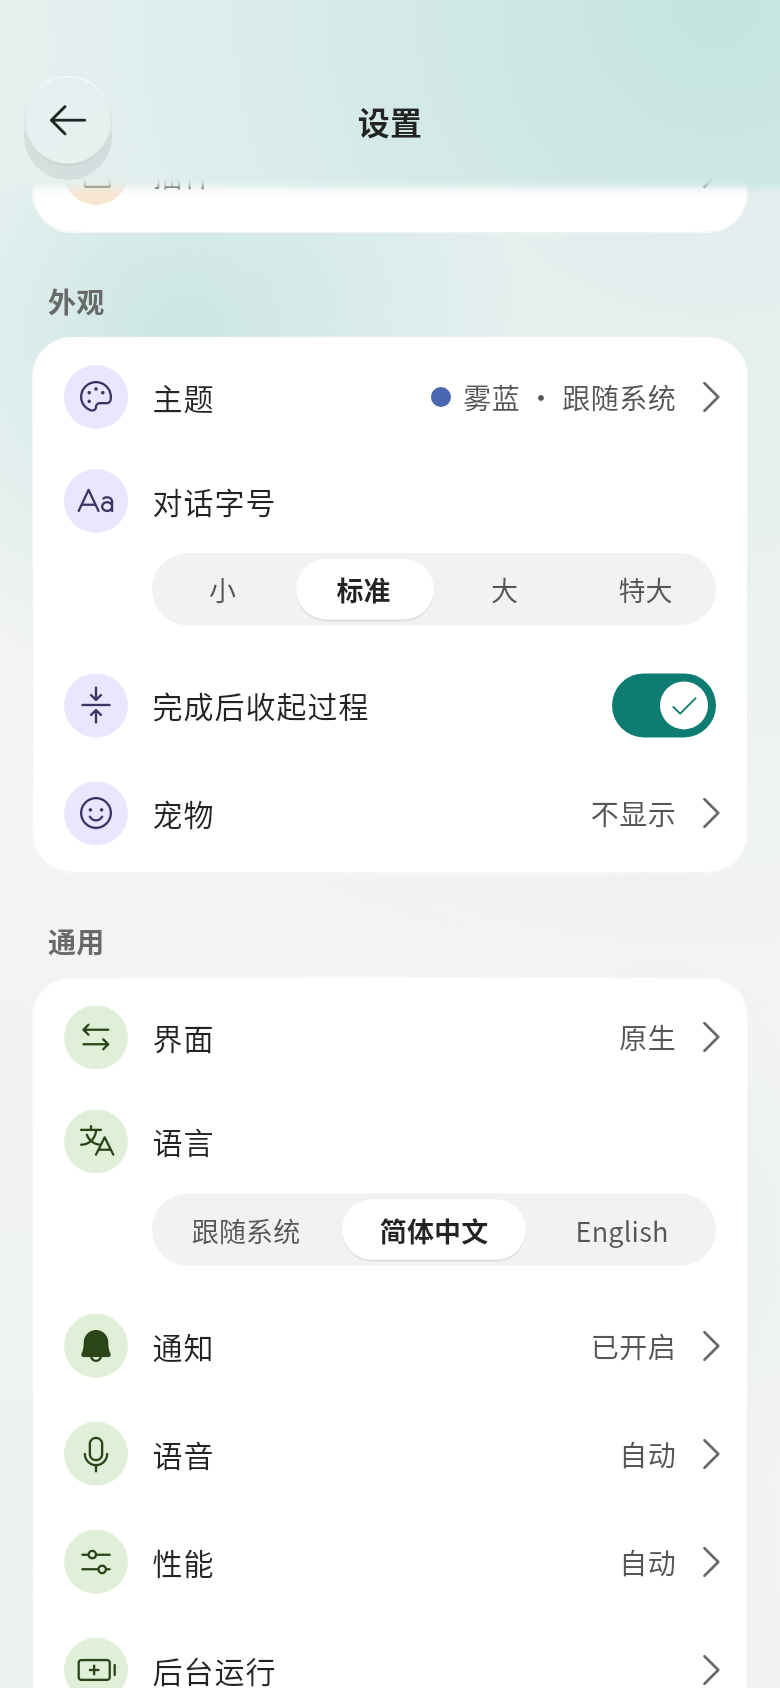 设置
外观
主题
雾蓝 · 跟随系统
Aa 对话字号
小 标准 大 特大
完成后收起过程
宠物 不显示
通用
界面 原生
文A 语言
跟随系统 简体中文 English
通知 已开启
语音 自动
性能 自动
后台运行